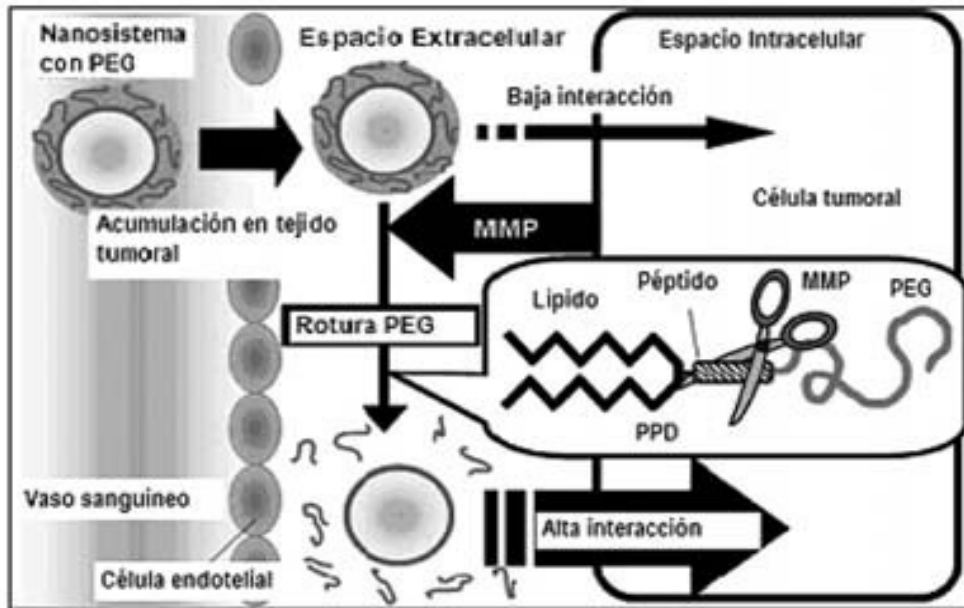 Nanosistema
con PEG
Espacio Extracelular
Espacio Intracelular
Baja interacción
Acumulación en tejido
tumoral
MMP
Célula tumoral
Rotura PEG
Lípido
Péptido
MMP
PEG
PPD
Vaso sanguineo
Célula endotelial
Alta interacción